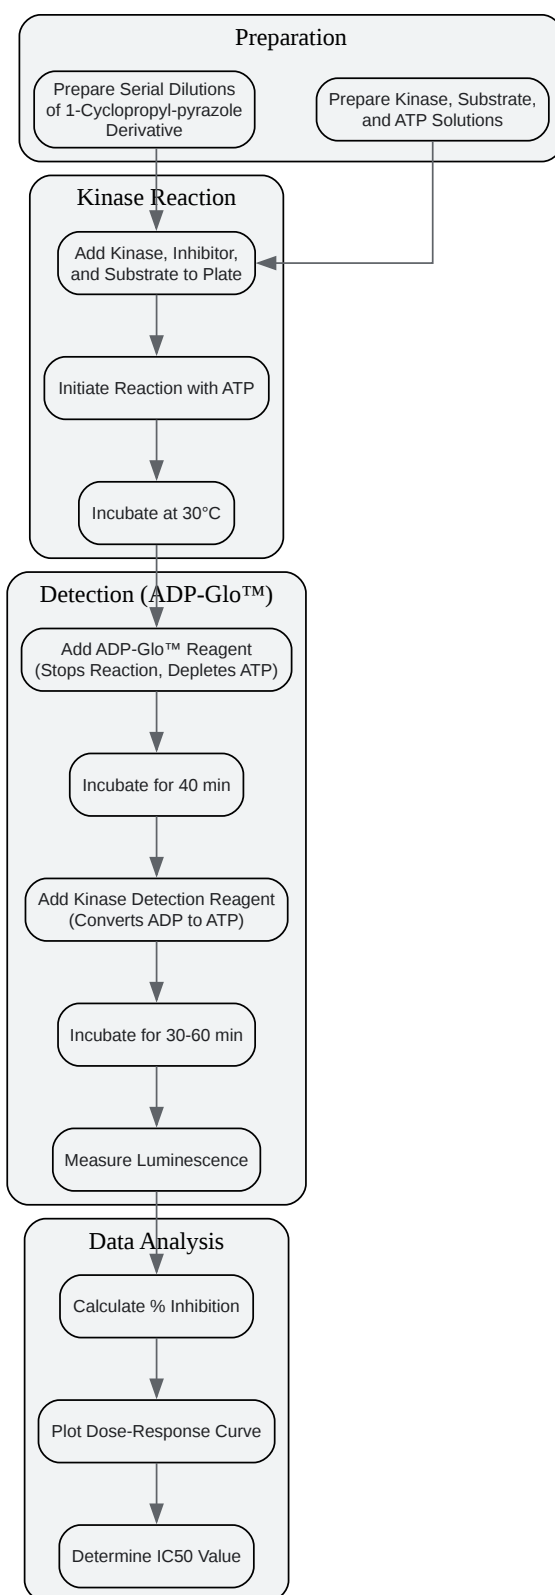 Preparation
Prepare Serial Dilutions
of 1-Cyclopropyl-pyrazole
Derivative
Prepare Kinase, Substrate,
and ATP Solutions
Kinase Reaction
Add Kinase, Inhibitor,
and Substrate to Plate
Initiate Reaction with ATP
Incubate at 30°C
Detection (ADP-Glo™)
Add ADP-Glo™ Reagent
(Stops Reaction, Depletes ATP)
Incubate for 40 min
Add Kinase Detection Reagent
(Converts ADP to ATP)
Incubate for 30-60 min
Measure Luminescence
Data Analysis
Calculate % Inhibition
Plot Dose-Response Curve
Determine IC50 Value